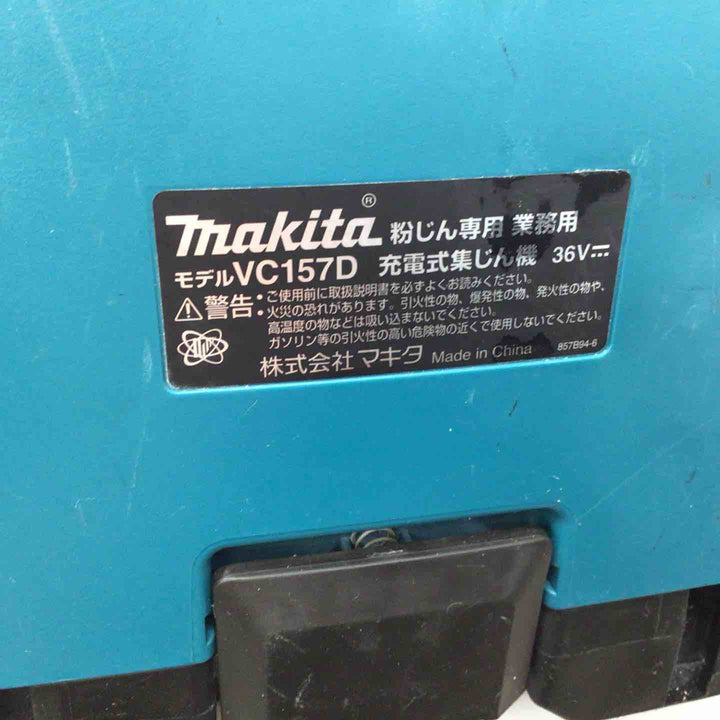 makita® 粉じん専用 業務用
モデルVC157D 充電式集じん機 36V⎓
警告:ご使用前に取扱説明書を必ずよくお読みください。
火災の恐れがあります。引火性の物、爆発性の物、発火性の物や、
高温度の物などは吸い込まないでください。
ガソリン等の引火性の高い危険物の近くで使用しないでください。
株式会社 マキタ Made in China 857B94-6